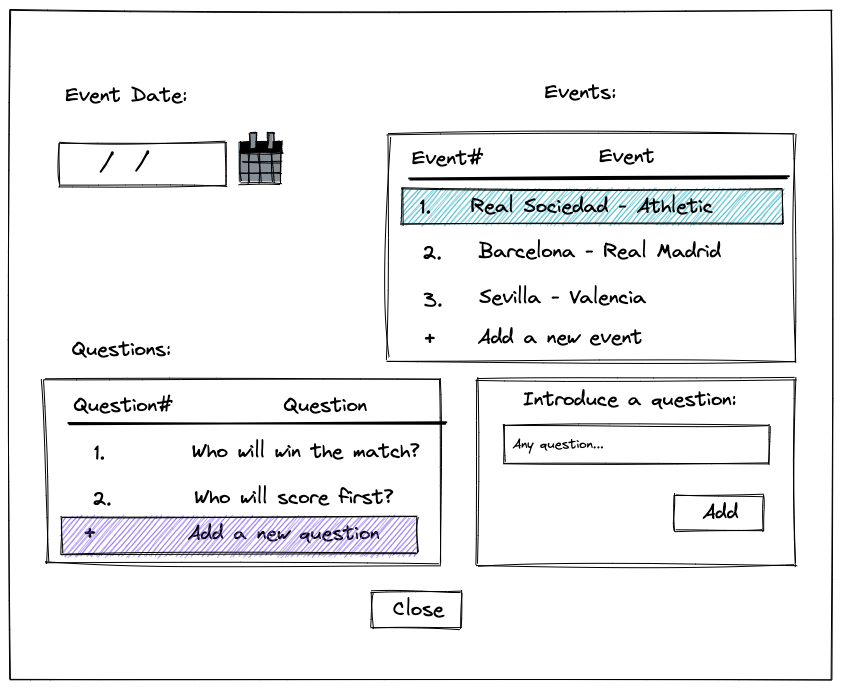 Event Date:
/ /
Events:
Event# Event
1. Real Sociedad - Athletic
2. Barcelona - Real Madrid
3. Sevilla - Valencia
+ Add a new event
Questions:
Question# Question
1. Who will win the match?
2. Who will score first?
+ Add a new question
Introduce a question:
Any question...
Add
Close